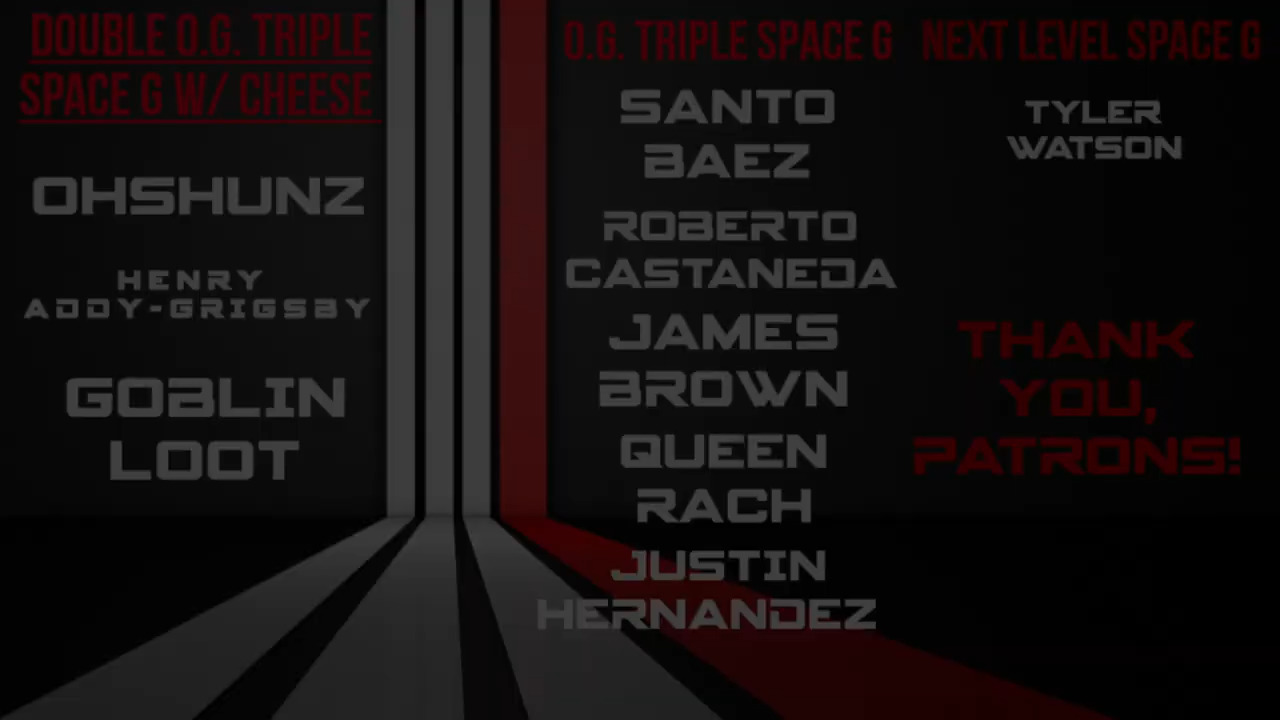 DOUBLE O.G. TRIPLE
SPACE G W/ CHEESE
OHSHUNZ
HENRY
ADDY-GRIGSBY
GOBLIN
LOOT
O.G. TRIPLE SPACE G
SANTO
BAEZ
ROBERTO
CASTANEDA
JAMES
BROWN
QUEEN
RACH
JUSTIN
HERNANDEZ
NEXT LEVEL SPACE G
TYLER
WATSON
THANK
YOU,
PATRONS!